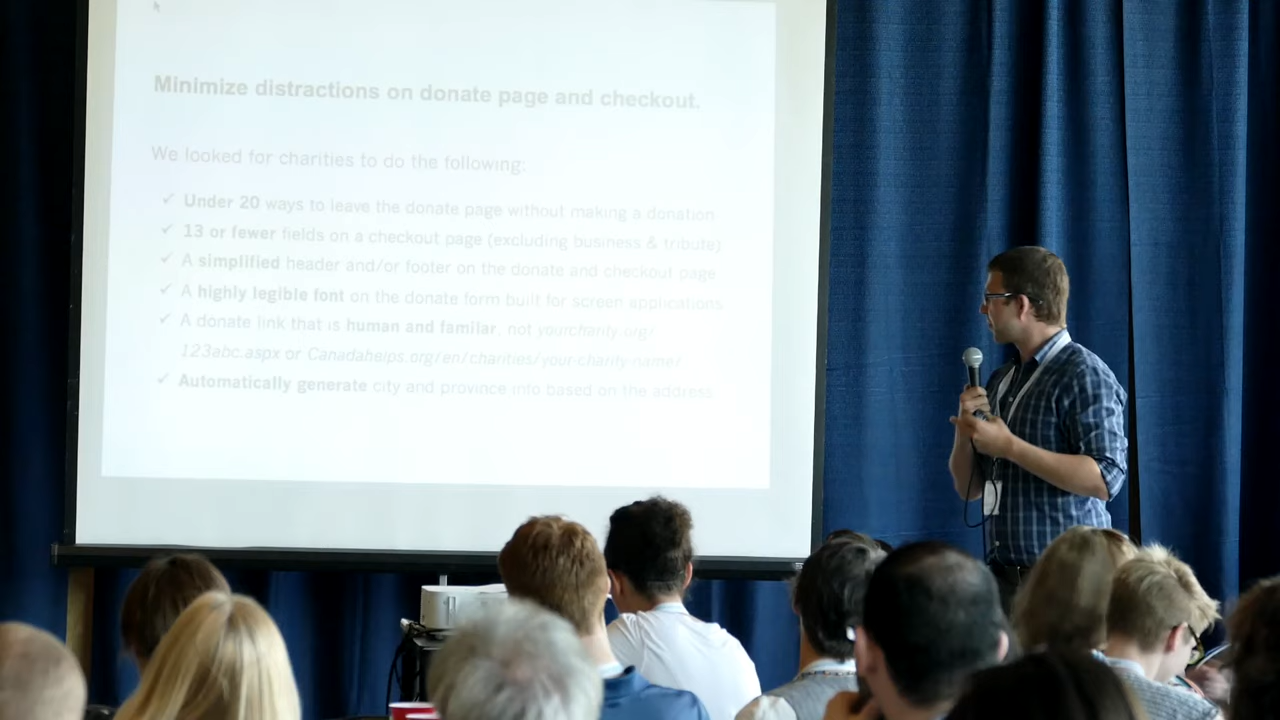 Minimize distractions on donate page and checkout.
We looked for charities to do the following:
✓ Under 20 ways to leave the donate page without making a donation
✓ 13 or fewer fields on a checkout page (excluding business & tribute)
✓ A simplified header and/or footer on the donate and checkout page
✓ A highly legible font on the donate form built for screen applications
✓ A donate link that is human and familar, not yourcharity.org/
123abc.aspx or Canadahelps.org/en/charities/your-charity-name/
✓ Automatically generate city and province info based on the address